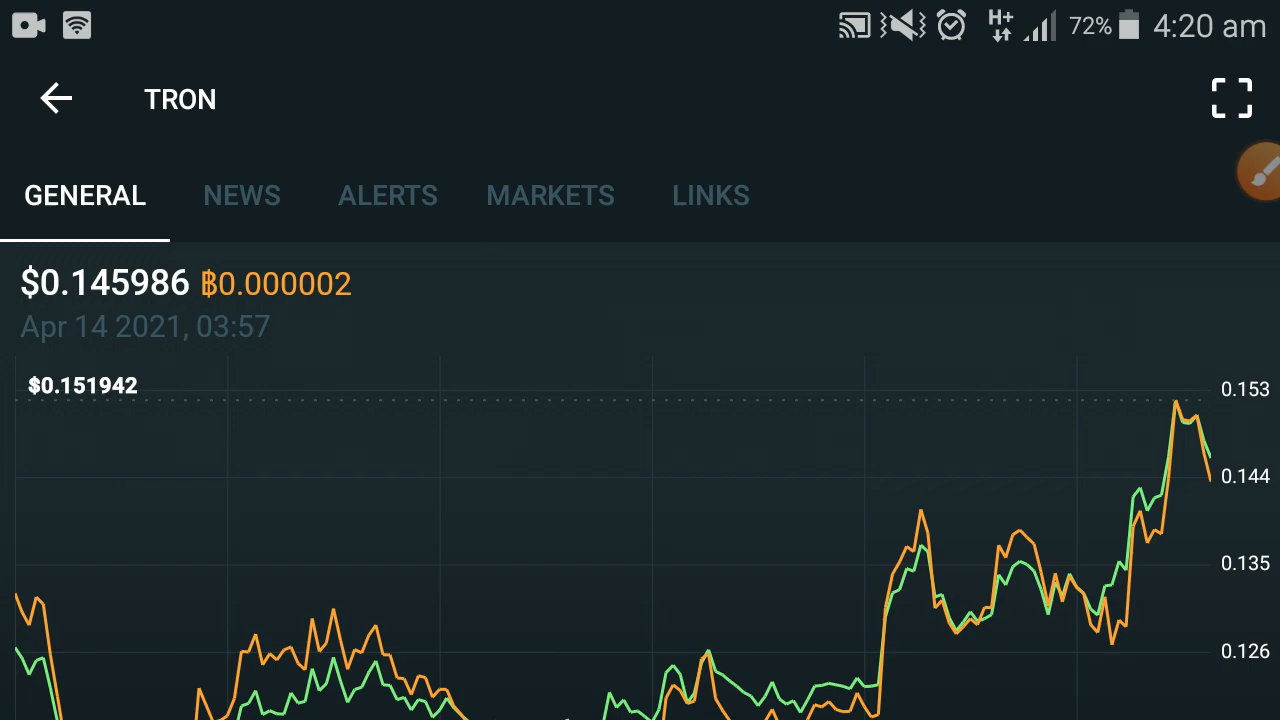 H+ 72% 4:20 am
TRON
GENERAL NEWS ALERTS MARKETS LINKS
$0.145986 ฿0.000002
Apr 14 2021, 03:57
$0.151942
0.153
0.144
0.135
0.126